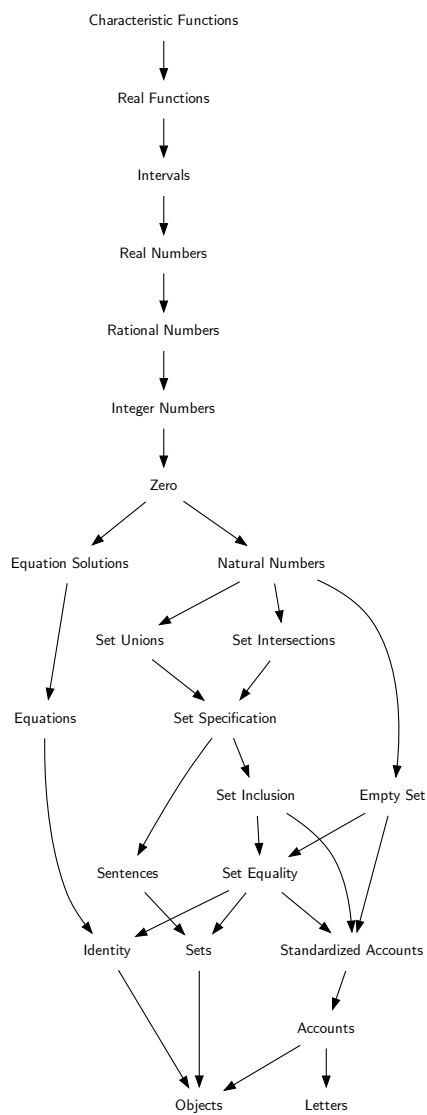 Characteristic Functions
Real Functions
Intervals
Real Numbers
Rational Numbers
Integer Numbers
Zero
Equation Solutions
Natural Numbers
Set Unions
Set Intersections
Equations
Set Specification
Set Inclusion
Empty Set
Sentences
Set Equality
Identity
Sets
Standardized Accounts
Accounts
Objects
Letters